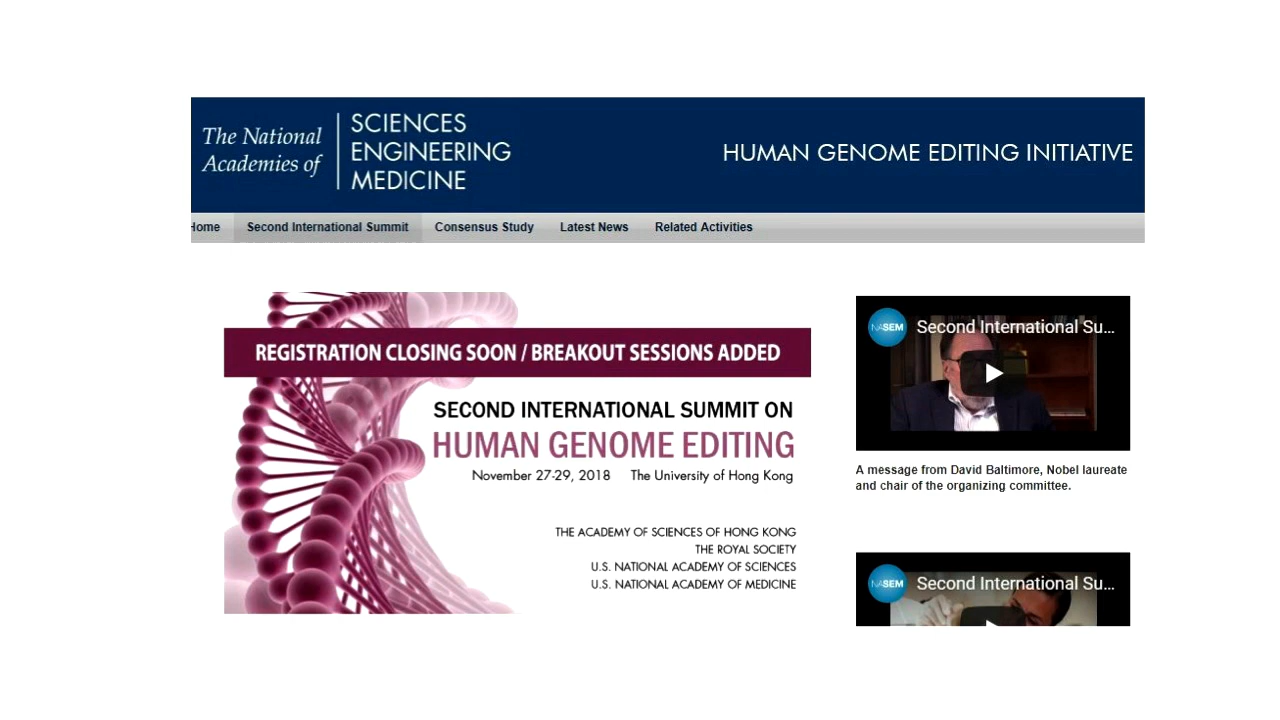 The National
Academies of
SCIENCES
ENGINEERING
MEDICINE
HUMAN GENOME EDITING INITIATIVE
Home Second International Summit Consensus Study Latest News Related Activities
REGISTRATION CLOSING SOON / BREAKOUT SESSIONS ADDED
SECOND INTERNATIONAL SUMMIT ON
HUMAN GENOME EDITING
November 27-29, 2018 The University of Hong Kong
THE ACADEMY OF SCIENCES OF HONG KONG
THE ROYAL SOCIETY
U.S. NATIONAL ACADEMY OF SCIENCES
U.S. NATIONAL ACADEMY OF MEDICINE
NASEM Second International Su...
A message from David Baltimore, Nobel laureate
and chair of the organizing committee.
NASEM Second International Su...